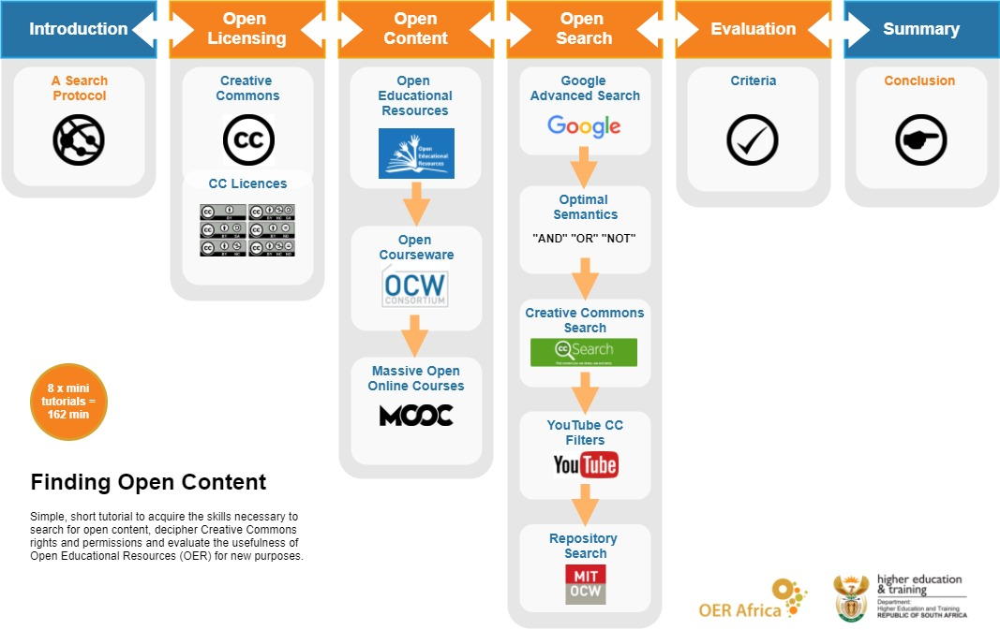 Introduction
Open
Licensing
Open
Content
Open
Search
Evaluation
Summary
A Search
Protocol
Creative
Commons
CC
CC Licences
Open
Educational
Resources
Open
Educational
Resources
Open
Courseware
OCW
CONSORTIUM
Massive Open
Online Courses
MOOC
Google
Advanced Search
Google
Optimal
Semantics
"AND" "OR" "NOT"
Creative Commons
Search
cc Search
YouTube CC
Filters
YouTube
Repository
Search
MIT
OCW
Criteria
Conclusion
8 x mini
tutorials =
162 min
Finding Open Content
Simple, short tutorial to acquire the skills necessary to
search for open content, decipher Creative Commons
rights and permissions and evaluate the usefulness of
Open Educational Resources (OER) for new purposes.
OER Africa
higher education
& training
Department:
Higher Education and Training
REPUBLIC OF SOUTH AFRICA